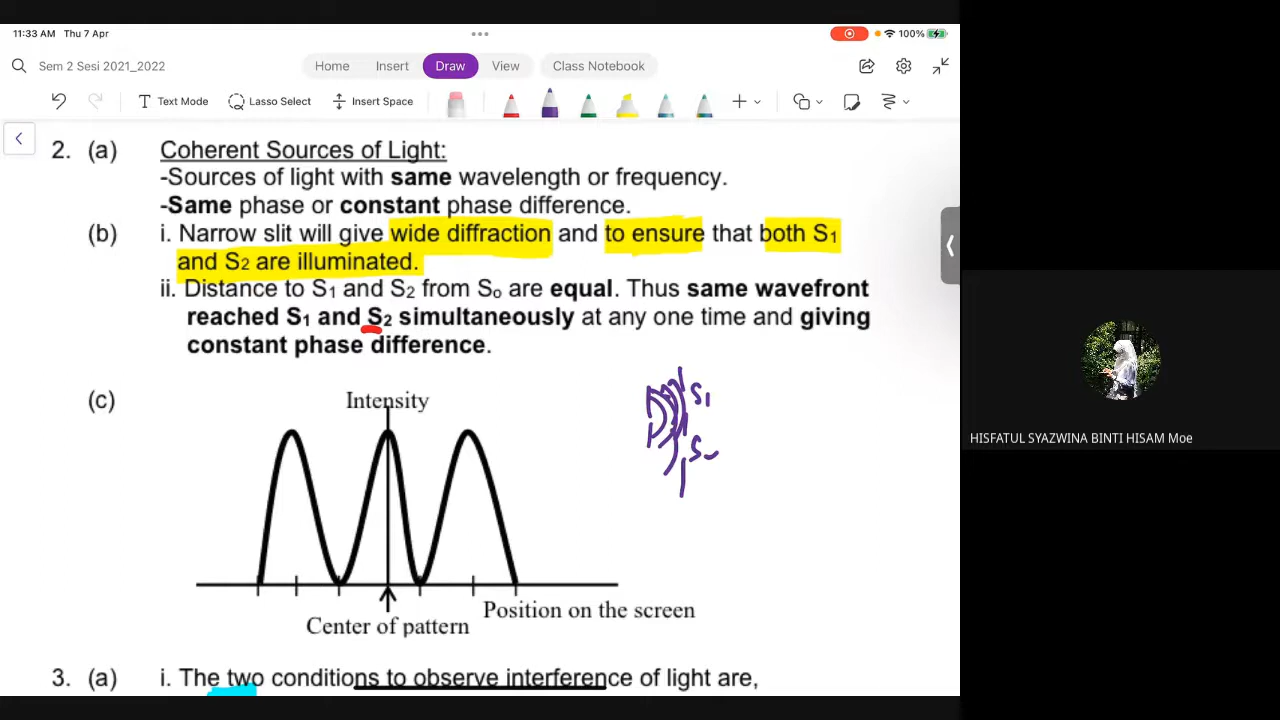 11:33 AM Thu 7 Apr
100%
Sem 2 Sesi 2021_2022
Home Insert Draw View Class Notebook
Text Mode Lasso Select Insert Space
2. (a) Coherent Sources of Light:
-Sources of light with same wavelength or frequency.
-Same phase or constant phase difference.
(b) i. Narrow slit will give wide diffraction and to ensure that both S1
and S2 are illuminated.
ii. Distance to S1 and S2 from So are equal. Thus same wavefront
reached S1 and S2 simultaneously at any one time and giving
constant phase difference.
(c)
Intensity
S1
S2
Position on the screen
Center of pattern
3. (a) i. The two conditions to observe interference of light are,
HISFATUL SYAZWINA BINTI HISAM Moe